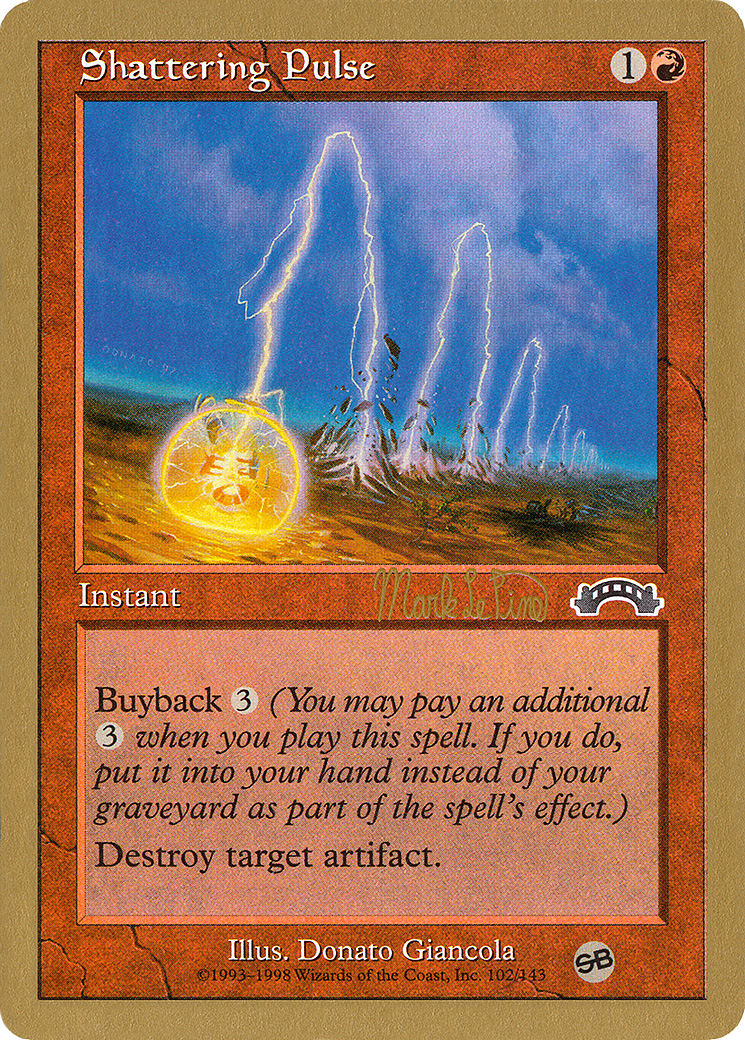 Shattering Pulse 1
DONATO 97
Instant Mark Le Pine
Buyback 3 (You may pay an additional
3 when you play this spell. If you do,
put it into your hand instead of your
graveyard as part of the spell's effect.)
Destroy target artifact.
Illus. Donato Giancola
©1993–1998 Wizards of the Coast, Inc. 102/143
SB